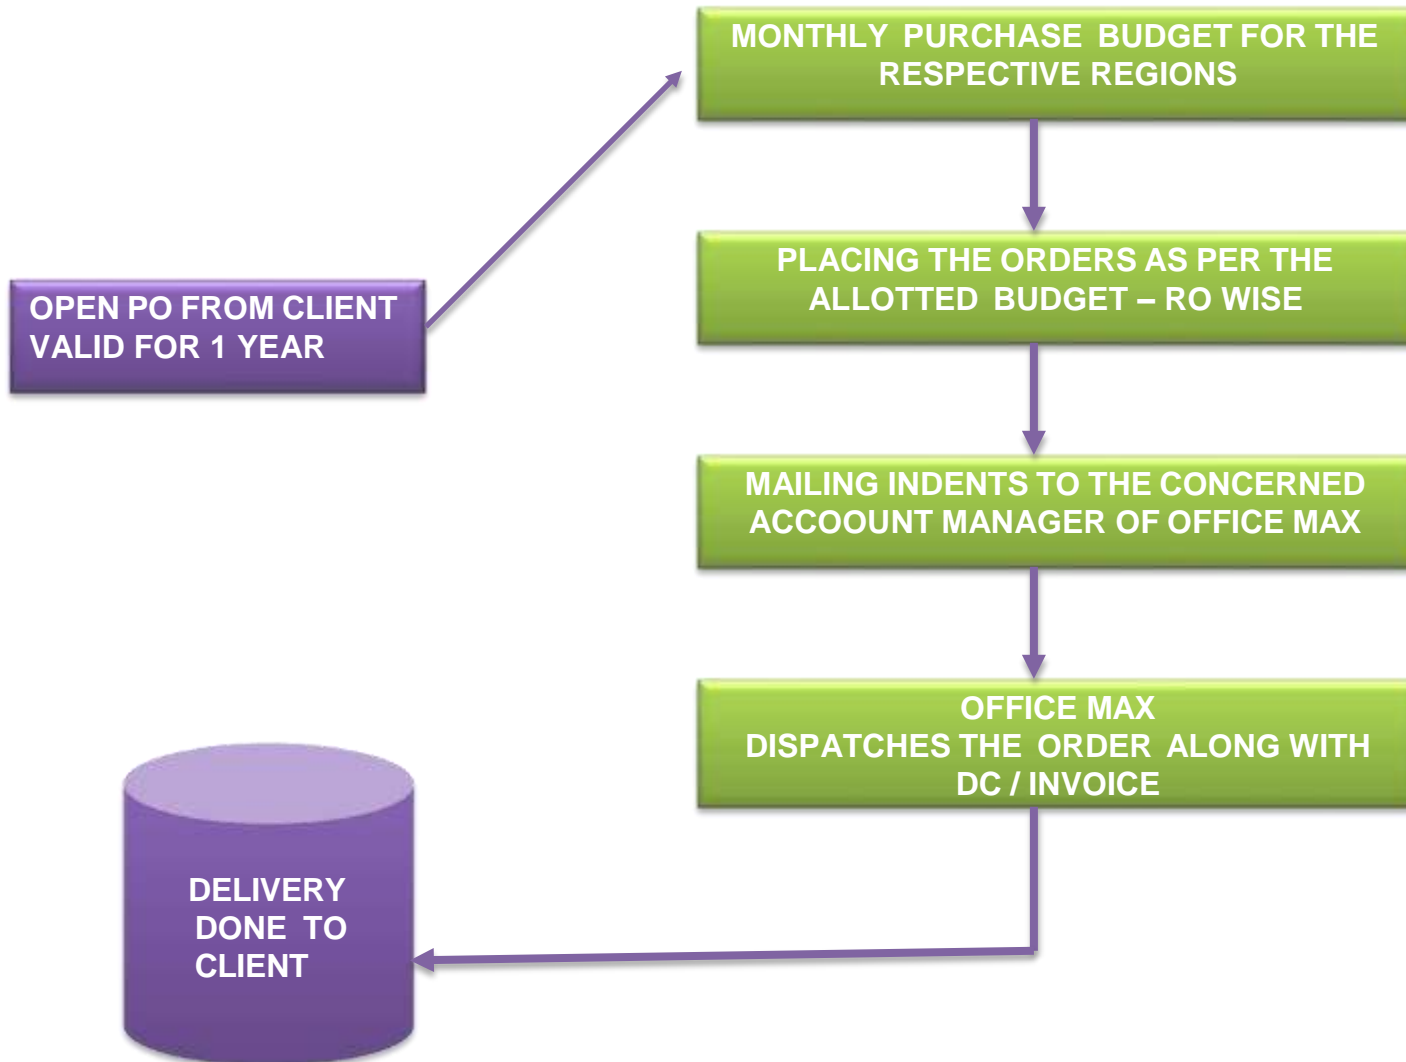 MONTHLY PURCHASE BUDGET FOR THE
RESPECTIVE REGIONS
PLACING THE ORDERS AS PER THE
ALLOTTED BUDGET – RO WISE
OPEN PO FROM CLIENT
VALID FOR 1 YEAR
MAILING INDENTS TO THE CONCERNED
ACCOOUNT MANAGER OF OFFICE MAX
OFFICE MAX
DISPATCHES THE ORDER ALONG WITH
DC / INVOICE
DELIVERY
DONE TO
CLIENT